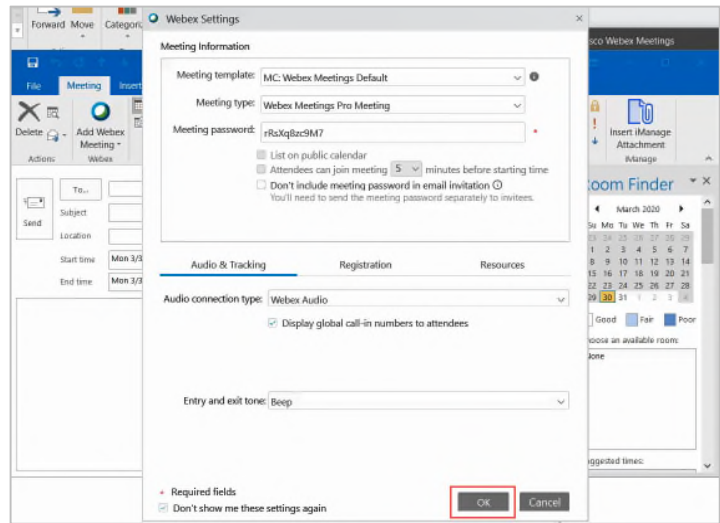 Forward Move Categoriz
Webex Settings
sco Webex Meetings
File Meeting Insert
Delete
Add Webex
Meeting
Actions Webex
Insert iManage
Attachment
iManage
Send
To...
Subject
Location
Start time Mon 3/3
End time Mon 3/3
Meeting Information
Meeting template: MC: Webex Meetings Default
Meeting type: Webex Meetings Pro Meeting
Meeting password: rRsXq8zc9M7 *
List on public calendar
Attendees can join meeting 5 minutes before starting time
Don't include meeting password in email invitation
You'll need to send the meeting password separately to invitees.
Audio & Tracking Registration Resources
Audio connection type: Webex Audio
Display global call-in numbers to attendees
Entry and exit tone: Beep
* Required fields
Don't show me these settings again
OK Cancel
Room Finder
March 2020
Su Mo Tu We Th Fr Sa
23 24 25 26 27 28 29
1 2 3 4 5 6 7
8 9 10 11 12 13 14
15 16 17 18 19 20 21
22 23 24 25 26 27 28
29 30 31 1 2 3 4
Good Fair Poor
hoose an available room:
None
uggested times: